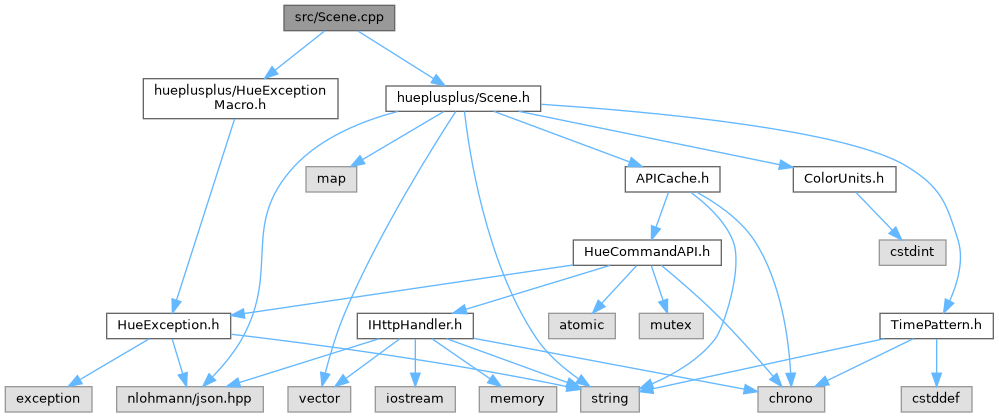 src/Scene.cpp
hueplusplus/HueException
Macro.h
hueplusplus/Scene.h
map
APICache.h
ColorUnits.h
HueCommandAPI.h
cstdint
HueException.h
IHttpHandler.h
atomic
mutex
TimePattern.h
exception
nlohmann/json.hpp
vector
iostream
memory
string
chrono
cstddef